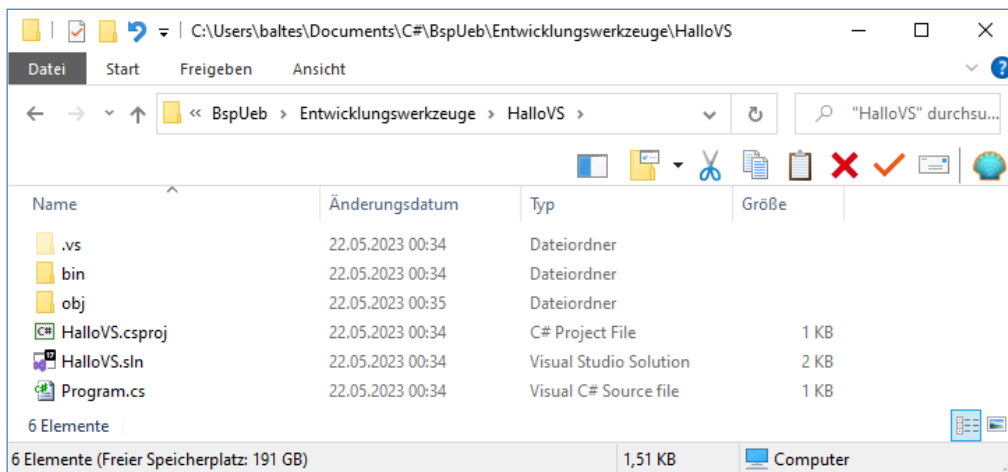 C:\Users\baltes\Documents\C#\BspUeb\Entwicklungswerkzeuge\HalloVS
Datei Start Freigeben Ansicht ?
« BspUeb › Entwicklungswerkzeuge › HalloVS › "HalloVS" durchsu...
Name Änderungsdatum Typ Größe
.vs 22.05.2023 00:34 Dateiordner
bin 22.05.2023 00:34 Dateiordner
obj 22.05.2023 00:35 Dateiordner
C# HalloVS.csproj 22.05.2023 00:34 C# Project File 1 KB
17 HalloVS.sln 22.05.2023 00:34 Visual Studio Solution 2 KB
c# Program.cs 22.05.2023 00:34 Visual C# Source file 1 KB
6 Elemente
6 Elemente (Freier Speicherplatz: 191 GB) 1,51 KB Computer